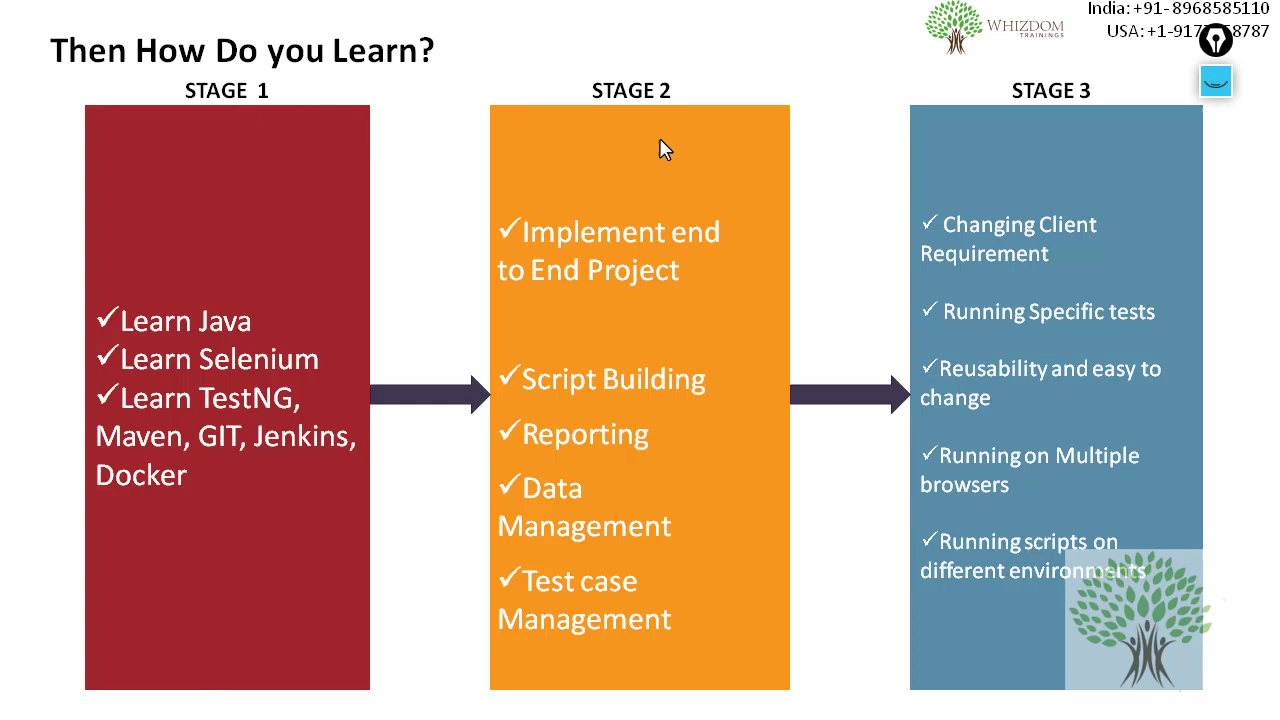 India: +91-8968585110
WHIZDOM
TRAININGS
Then How Do you Learn?
STAGE 1
✓Learn Java
✓Learn Selenium
✓Learn TestNG,
Maven, GIT, Jenkins,
Docker
STAGE 2
✓Implement end
to End Project
✓Script Building
✓Reporting
✓Data
Management
✓Test case
Management
STAGE 3
✓ Changing Client
Requirement
✓ Running Specific tests
✓Reusability and easy to
change
✓Running on Multiple
browsers
✓Running scripts on
different environments